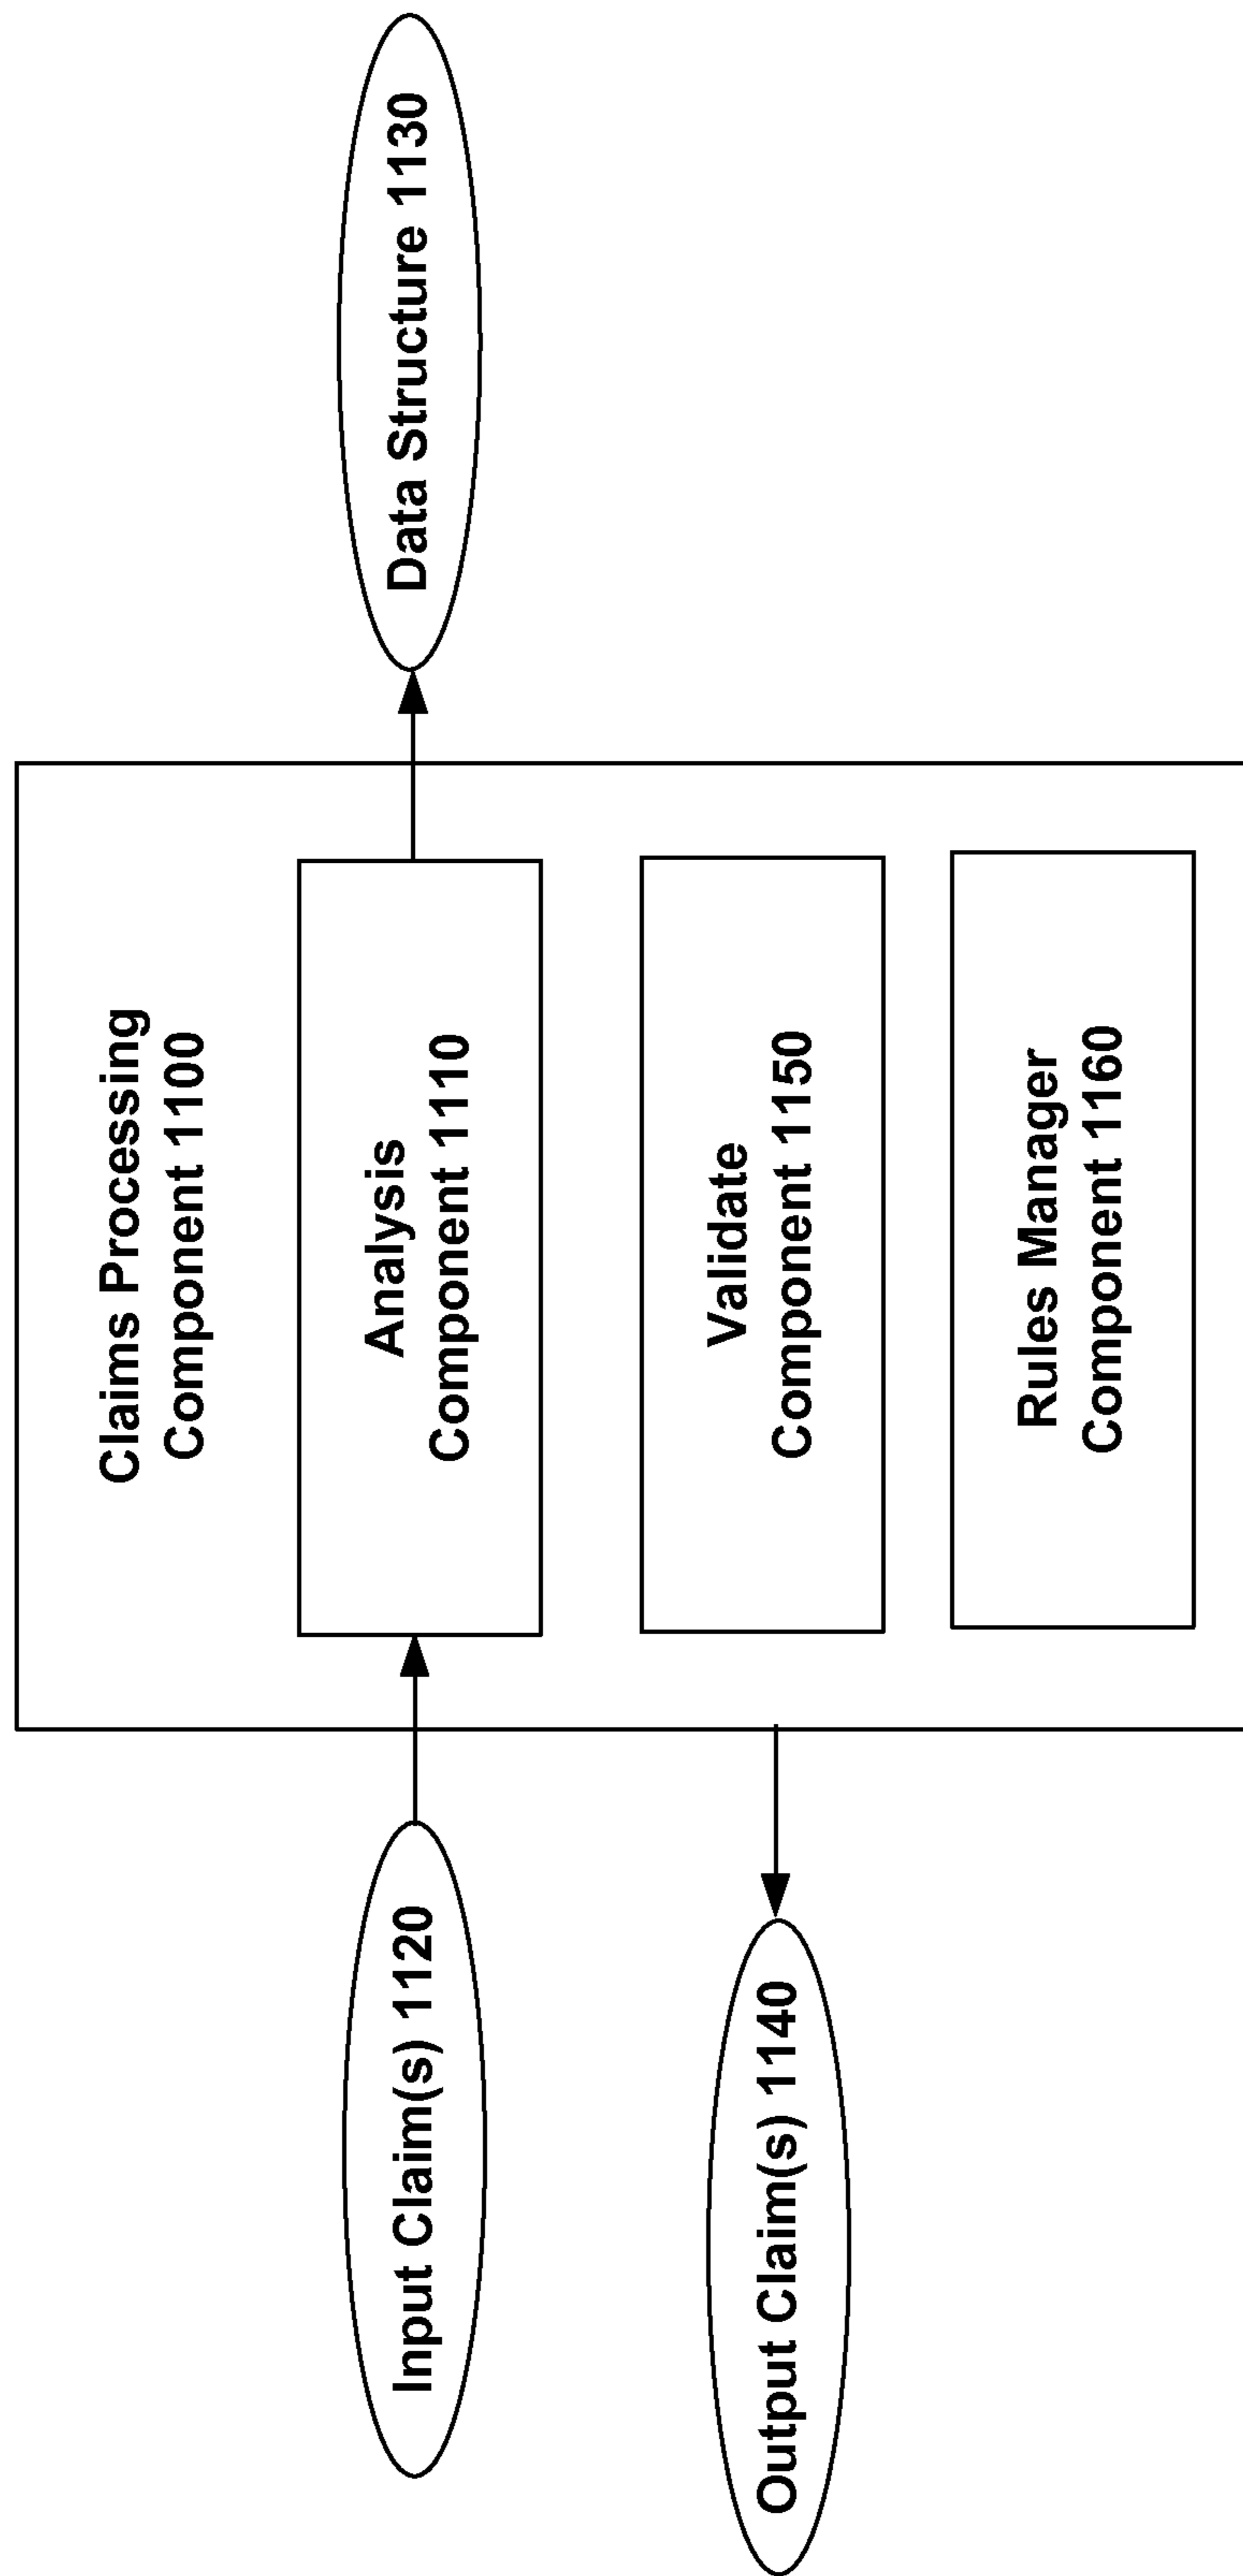 Claims Processing
Component 1100
Input Claim(s) 1120
Analysis
Component 1110
Data Structure 1130
Output Claim(s) 1140
Validate
Component 1150
Rules Manager
Component 1160